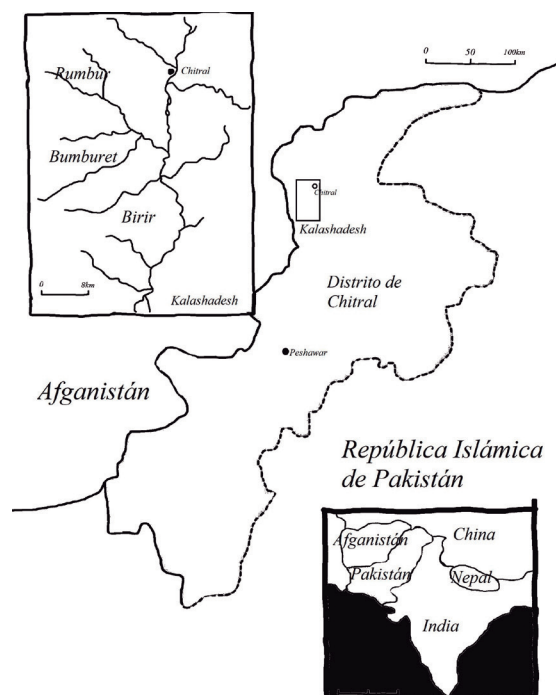 Rumbur
Chitral
Bumburet
Birir
0 8km
Kalashadesh
0 50 100km
Chitral
Kalashadesh
Distrito de
Chitral
Peshawar
Afganistán
República Islámica
de Pakistán
Afganistán
China
Pakistán
Nepal
India